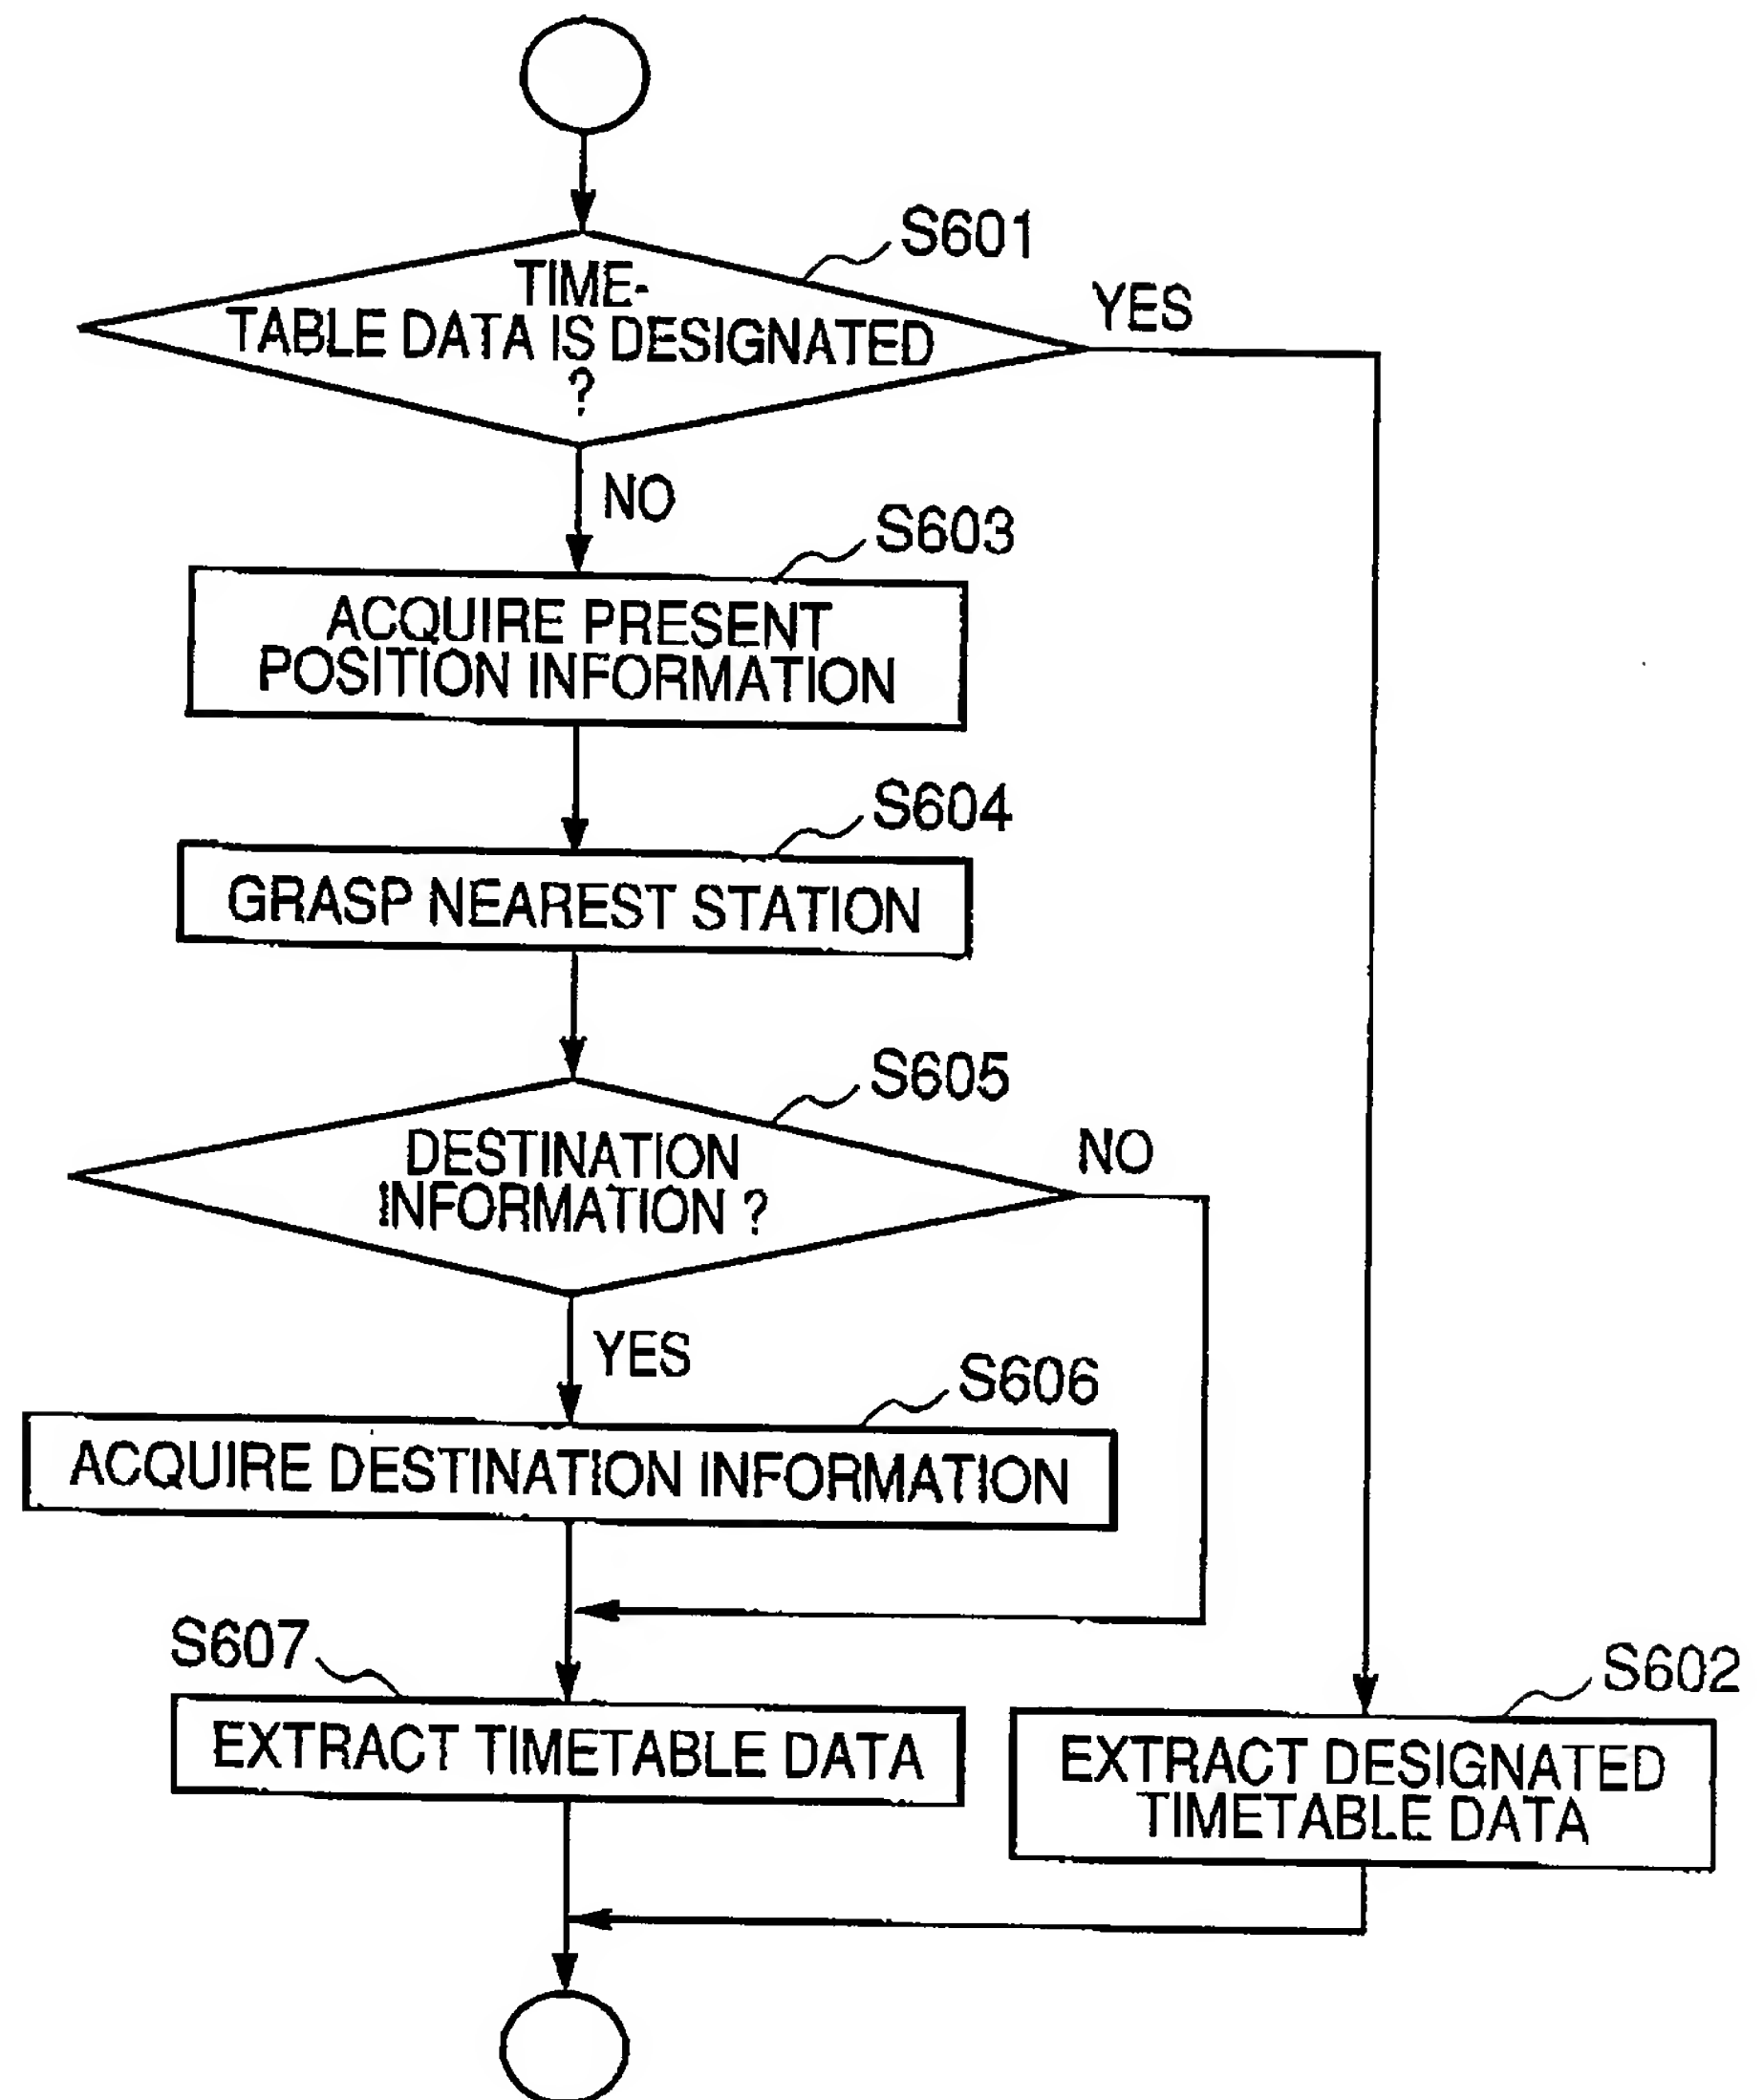 S601
TIME-
TABLE DATA IS DESIGNATED
?
YES
NO
S603
ACQUIRE PRESENT
POSITION INFORMATION
S604
GRASP NEAREST STATION
S605
DESTINATION
INFORMATION ?
NO
YES
S606
ACQUIRE DESTINATION INFORMATION
S607
EXTRACT TIMETABLE DATA
S602
EXTRACT DESIGNATED
TIMETABLE DATA